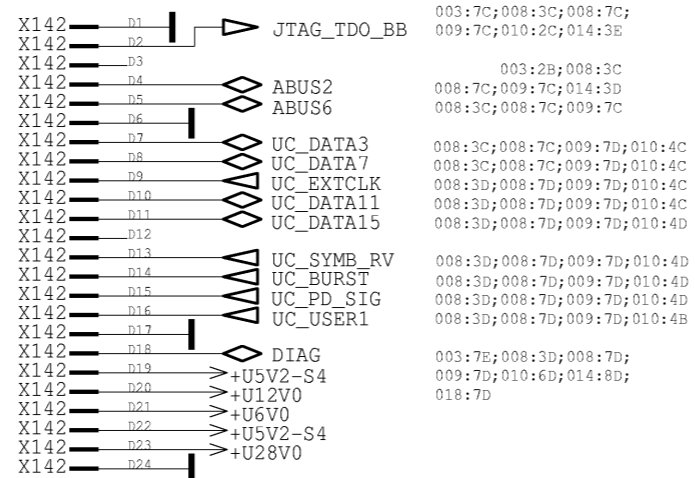 003:7C;008:3C;008:7C;
X142 D1
X142 D2 JTAG_TDO_BB 009:7C;010:2C;014:3E
X142 D3
003:2B;008:3C
X142 D4 ABUS2 008:7C;009:7C;014:3D
X142 D5 ABUS6 008:3C;008:7C;009:7C
X142 D6
X142 D7 UC_DATA3 008:3C;008:7C;009:7D;010:4C
X142 D8 UC_DATA7 008:3C;008:7C;009:7D;010:4C
X142 D9 UC_EXTCLK 008:3D;008:7D;009:7D;010:4C
X142 D10 UC_DATA11 008:3D;008:7D;009:7D;010:4C
X142 D11 UC_DATA15 008:3D;008:7D;009:7D;010:4D
X142 D12
X142 D13 UC_SYMB_RV 008:3D;008:7D;009:7D;010:4D
X142 D14 UC_BURST 008:3D;008:7D;009:7D;010:4D
X142 D15 UC_PD_SIG 008:3D;008:7D;009:7D;010:4D
X142 D16 UC_USER1 008:3D;008:7D;009:7D;010:4B
X142 D17
X142 D18 DIAG 003:7E;008:3D;008:7D;
X142 D19 +U5V2-S4 009:7D;010:6D;014:8D;
X142 D20 +U12V0 018:7D
X142 D21 +U6V0
X142 D22 +U5V2-S4
X142 D23 +U28V0
X142 D24